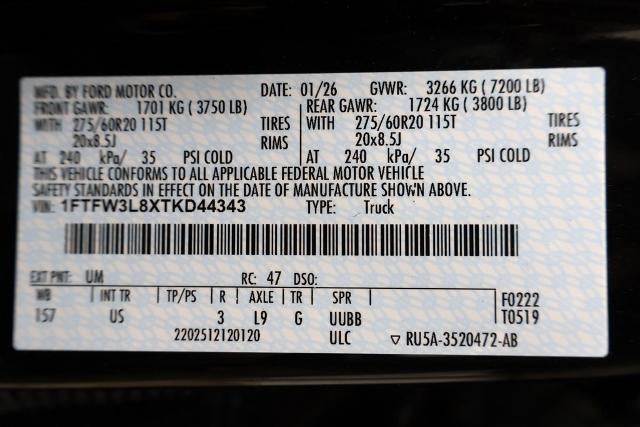 MFD. BY FORD MOTOR CO. DATE: 01/26 GVWR: 3266 KG ( 7200 LB)
FRONT GAWR: 1701 KG ( 3750 LB) REAR GAWR: 1724 KG ( 3800 LB)
WITH 275/60R20 115T TIRES WITH 275/60R20 115T TIRES
20x8.5J RIMS 20x8.5J RIMS
AT 240 kPa/ 35 PSI COLD AT 240 kPa/ 35 PSI COLD
THIS VEHICLE CONFORMS TO ALL APPLICABLE FEDERAL MOTOR VEHICLE
SAFETY STANDARDS IN EFFECT ON THE DATE OF MANUFACTURE SHOWN ABOVE.
VIN: 1FTFW3L8XTKD44343 TYPE: Truck
EXT PNT: UM RC: 47 DSO:
WB INT TR TP/PS R AXLE TR SPR F0222
157 US 3 L9 G UUBB T0519
2202512120120 ULC ▽ RU5A-3520472-AB